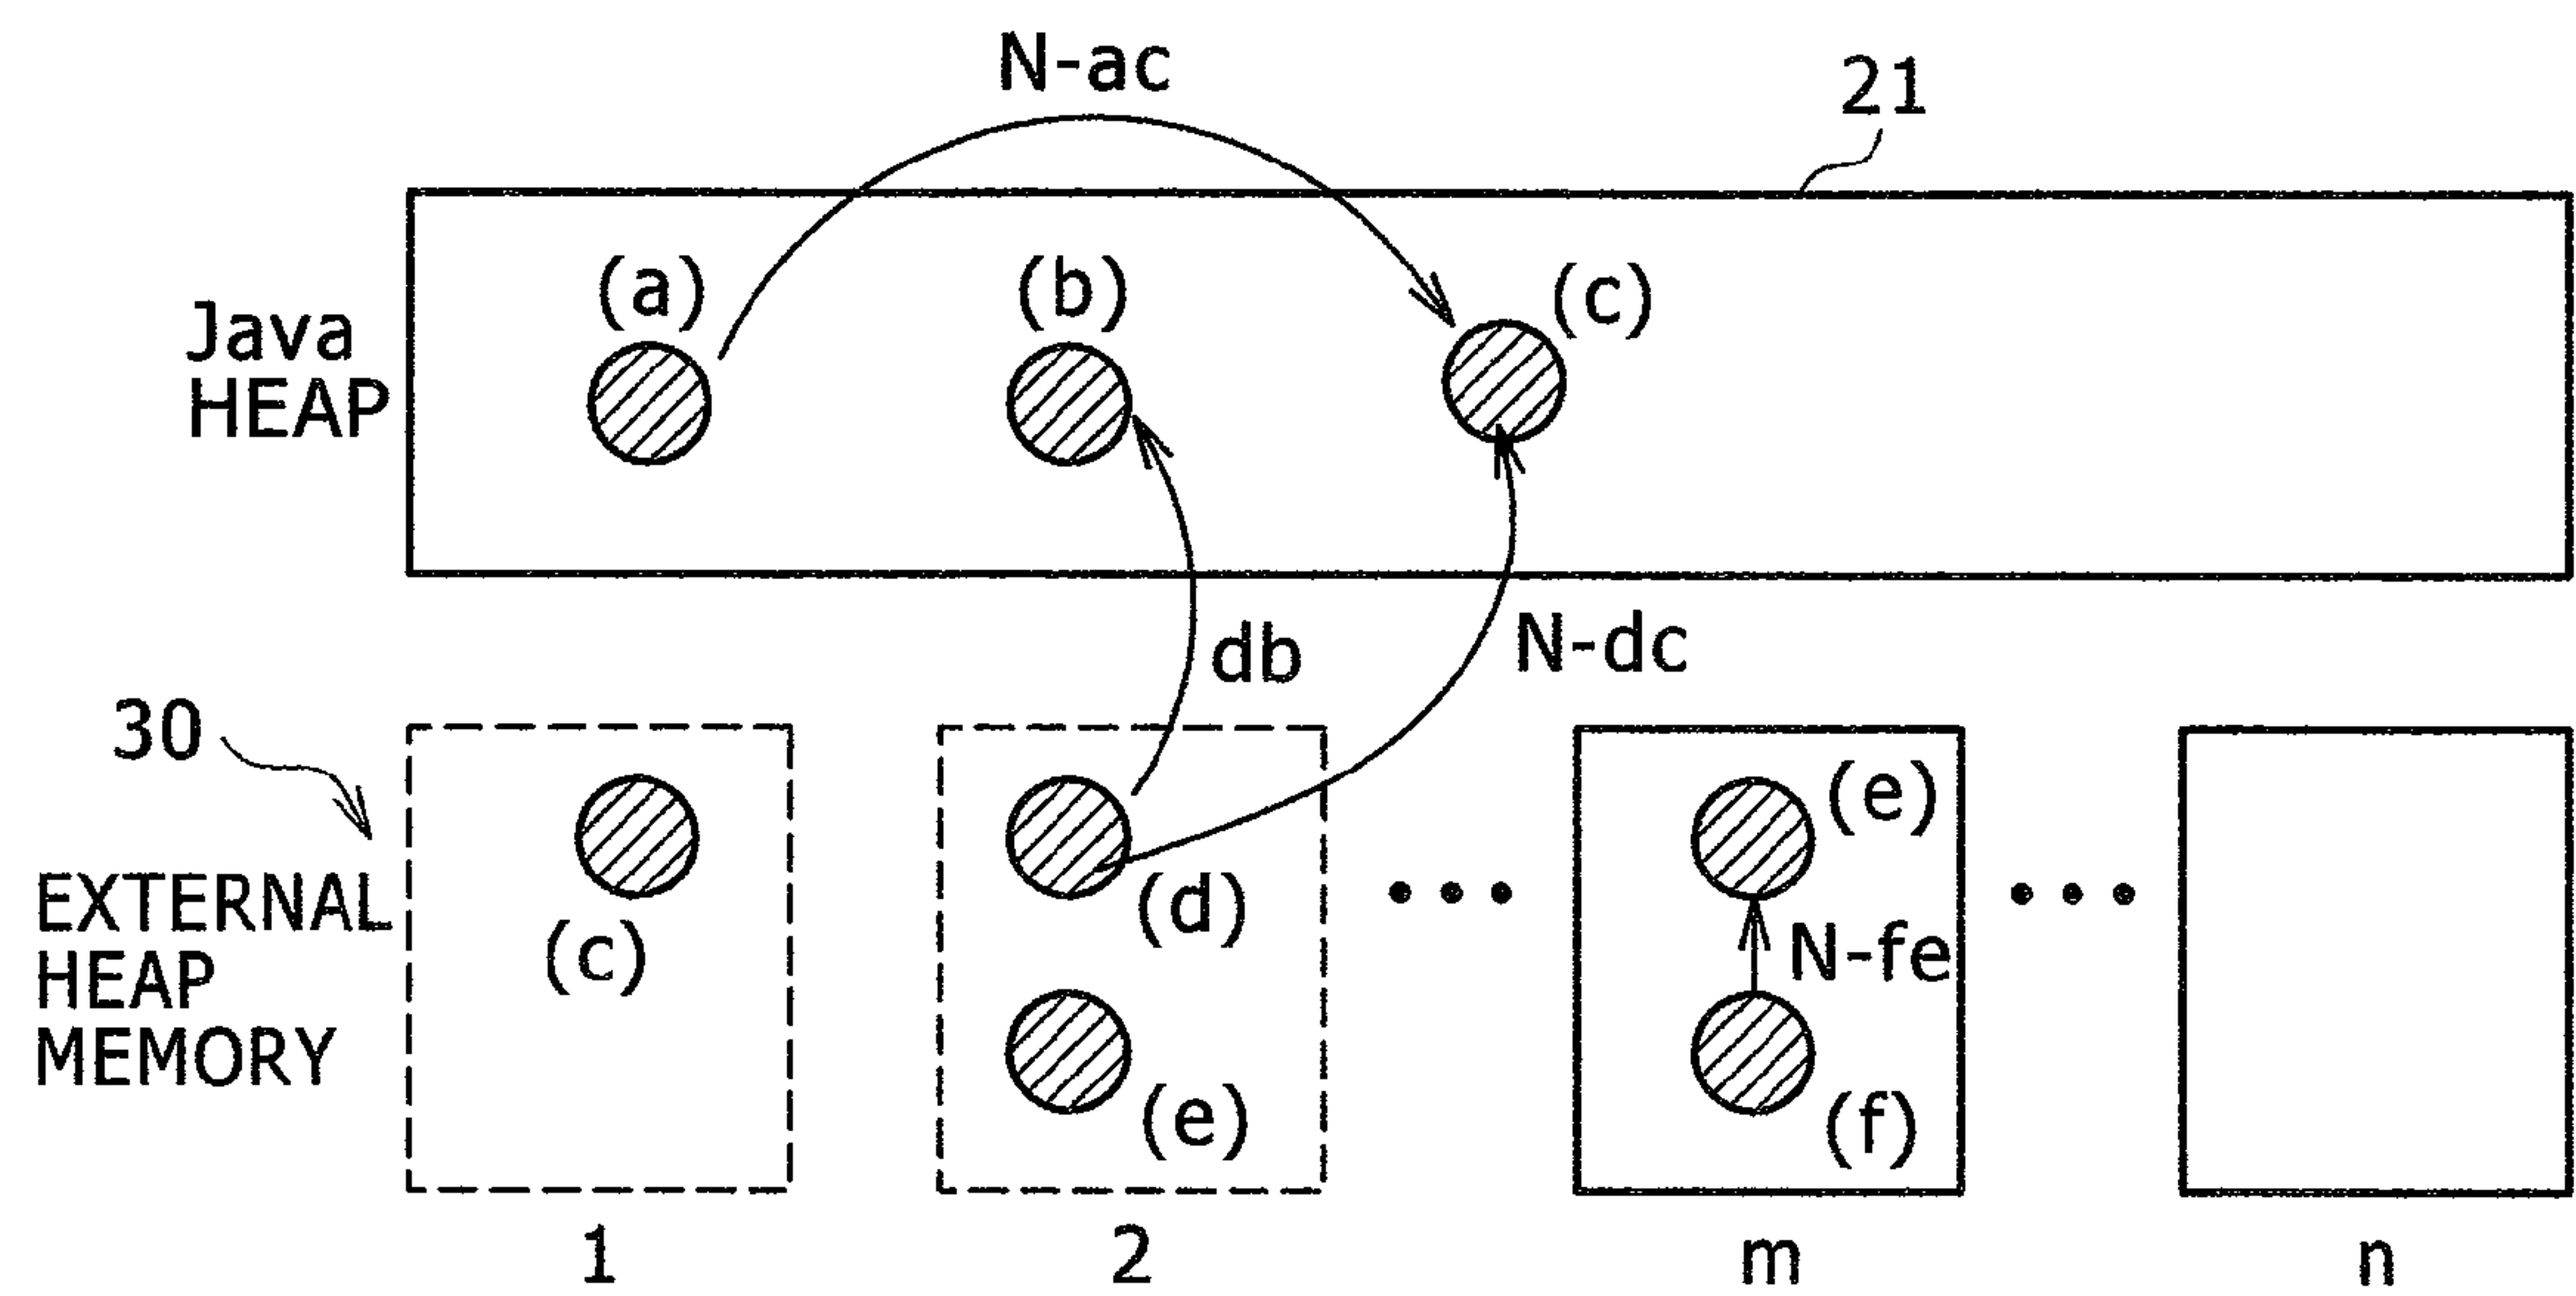 N-ac
21
(a)
(b)
(c)
Java
HEAP
db
N-dc
30
EXTERNAL
HEAP
MEMORY
(c)
(d)
(e)
•••
(e)
N-fe
(f)
•••
1
2
m
n